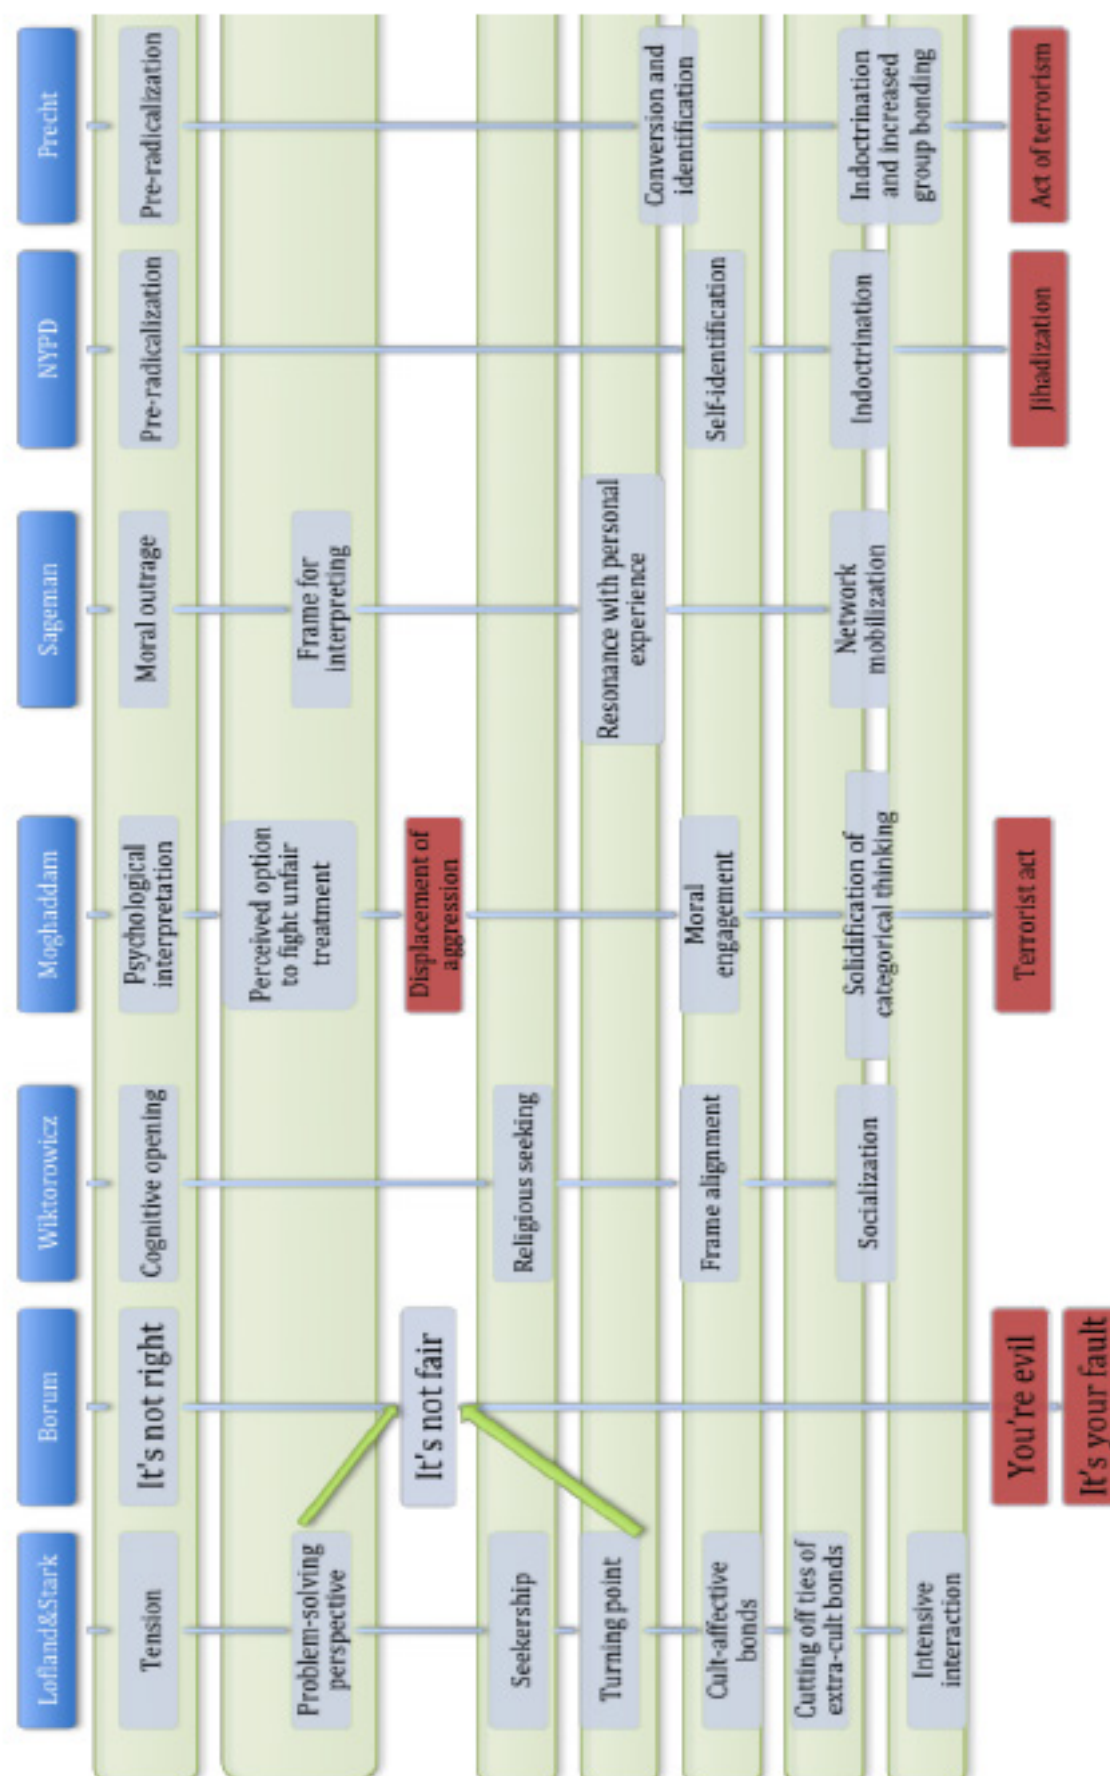 Lofland&Stark
Tension
Problem-solving
perspective
Seekership
Turning point
Cult-affective
bonds
Cutting off ties of
extra-cult bonds
Intensive
interaction
Borum
It's not right
It's not fair
You're evil
It's your fault
Wiktorowicz
Cognitive opening
Religious seeking
Frame alignment
Socialization
Moghaddam
Psychological
interpretation
Perceived option
to fight unfair
treatment
Displacement of
aggression
Moral
engagement
Solidification of
categorical thinking
Terrorist act
Sageman
Moral outrage
Frame for
interpreting
Resonance with personal
experience
Network
mobilization
NYPD
Pre-radicalization
Self-identification
Indoctrination
Jihadization
Precht
Pre-radicalization
Conversion and
identification
Indoctrination
and increased
group bonding
Act of terrorism